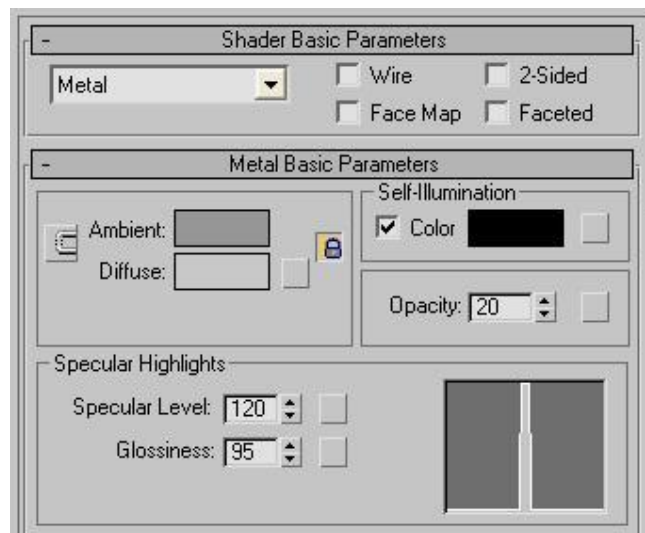 - Shader Basic Parameters
Metal
Wire
2-Sided
Face Map
Faceted
- Metal Basic Parameters
Ambient:
Diffuse:
Self-Illumination
Color
Opacity: 20
Specular Highlights
Specular Level: 120
Glossiness: 95